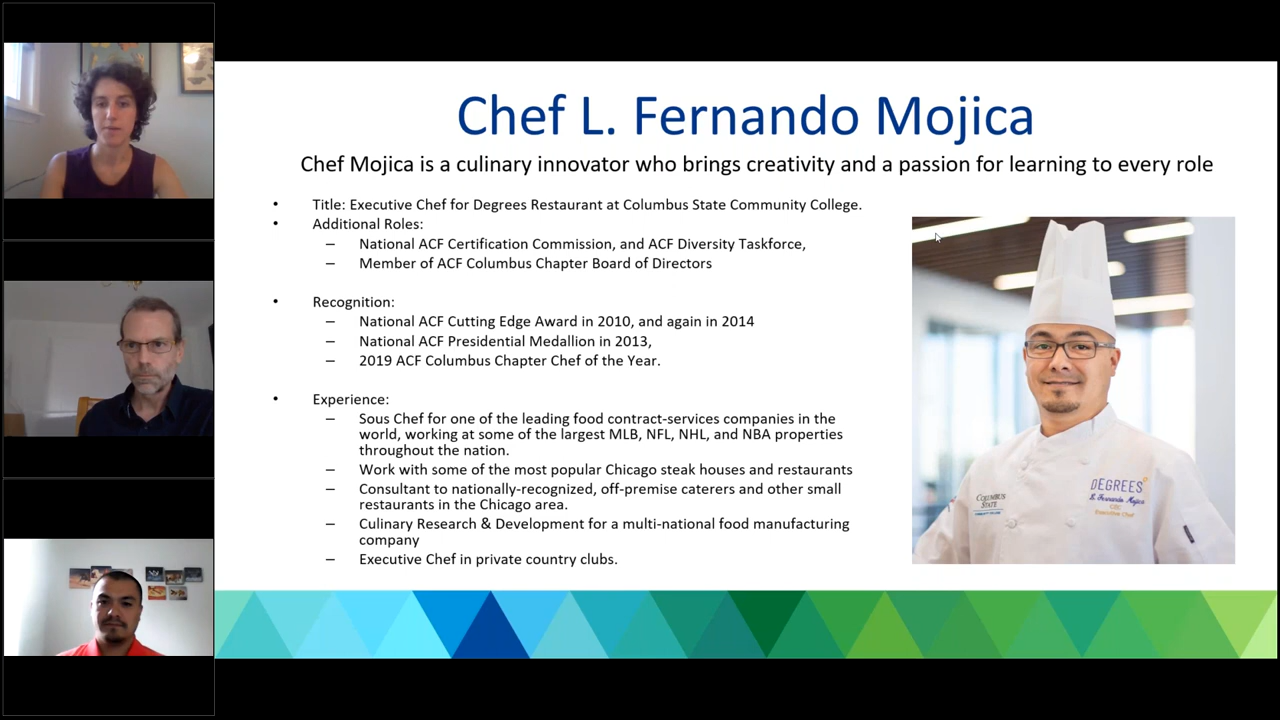 Chef L. Fernando Mojica
Chef Mojica is a culinary innovator who brings creativity and a passion for learning to every role
• Title: Executive Chef for Degrees Restaurant at Columbus State Community College.
• Additional Roles:
– National ACF Certification Commission, and ACF Diversity Taskforce,
– Member of ACF Columbus Chapter Board of Directors
• Recognition:
– National ACF Cutting Edge Award in 2010, and again in 2014
– National ACF Presidential Medallion in 2013,
– 2019 ACF Columbus Chapter Chef of the Year.
• Experience:
– Sous Chef for one of the leading food contract-services companies in the
world, working at some of the largest MLB, NFL, NHL, and NBA properties
throughout the nation.
– Work with some of the most popular Chicago steak houses and restaurants
– Consultant to nationally-recognized, off-premise caterers and other small
restaurants in the Chicago area.
– Culinary Research & Development for a multi-national food manufacturing
company
– Executive Chef in private country clubs.
COLUMBUS
STATE
DEGREES
L. Fernando Mojica
Executive Chef